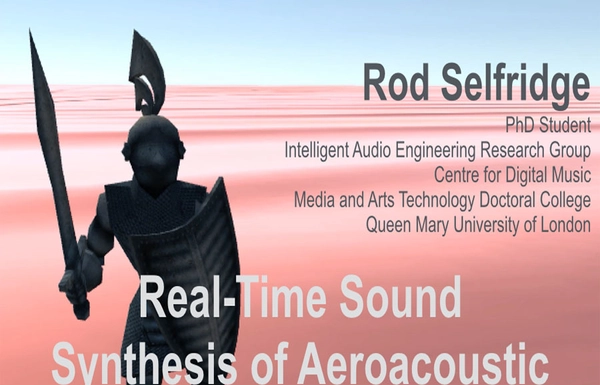 Rod Selfridge
PhD Student
Intelligent Audio Engineering Research Group
Centre for Digital Music
Media and Arts Technology Doctoral College
Queen Mary University of London
Real-Time Sound
Synthesis of Aeroacoustic